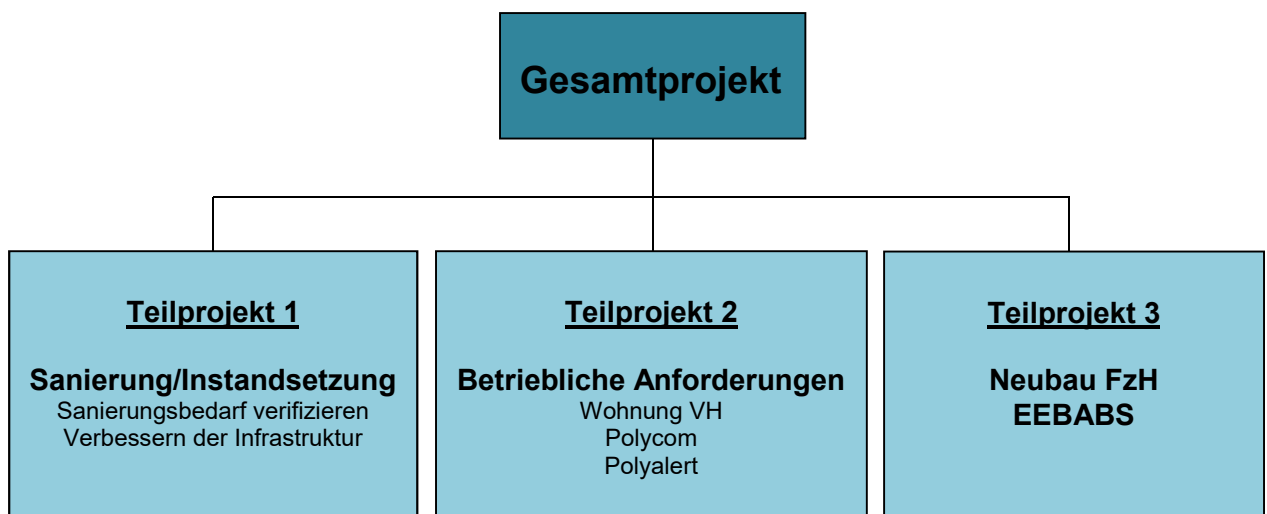 Gesamtprojekt
Teilprojekt 1
Sanierung/Instandsetzung
Sanierungsbedarf verifizieren
Verbessern der Infrastruktur
Teilprojekt 2
Betriebliche Anforderungen
Wohnung VH
Polycom
Polyalert
Teilprojekt 3
Neubau FzH
EEBABS